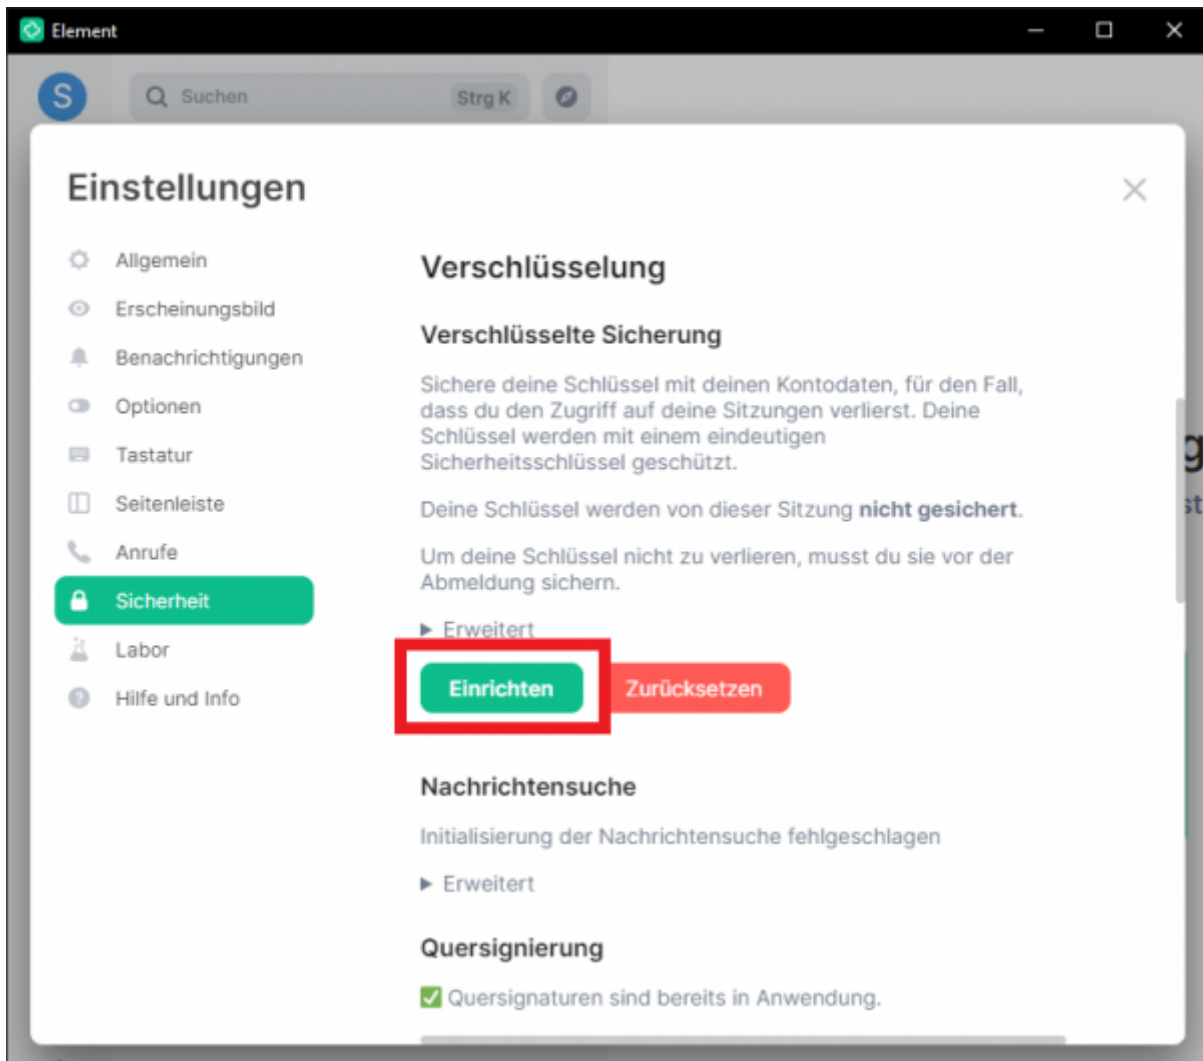 Element
S
Suchen
Strg K
Einstellungen
Allgemein
Erscheinungsbild
Benachrichtigungen
Optionen
Tastatur
Seitenleiste
Anrufe
Sicherheit
Labor
Hilfe und Info
Verschlüsselung
Verschlüsselte Sicherung
Sichere deine Schlüssel mit deinen Kontodaten, für den Fall,
dass du den Zugriff auf deine Sitzungen verlierst. Deine
Schlüssel werden mit einem eindeutigen
Sicherheitsschlüssel geschützt.
Deine Schlüssel werden von dieser Sitzung nicht gesichert.
Um deine Schlüssel nicht zu verlieren, musst du sie vor der
Abmeldung sichern.
Erweitert
Einrichten
Zurücksetzen
Nachrichtensuche
Initialisierung der Nachrichtensuche fehlgeschlagen
Erweitert
Quersignierung
Quersignaturen sind bereits in Anwendung.